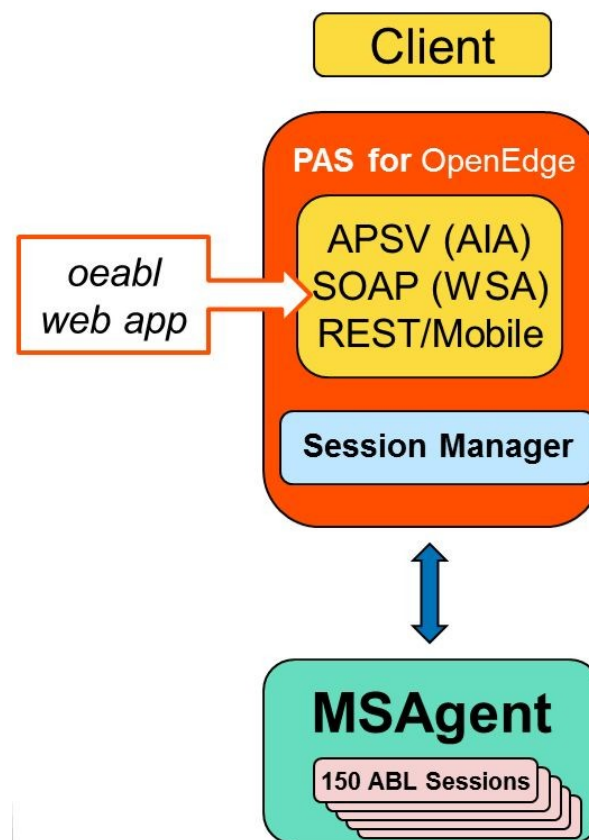 Client
PAS for OpenEdge
oeabl
web app
APSV (AIA)
SOAP (WSA)
REST/Mobile
Session Manager
MSAgent
150 ABL Sessions